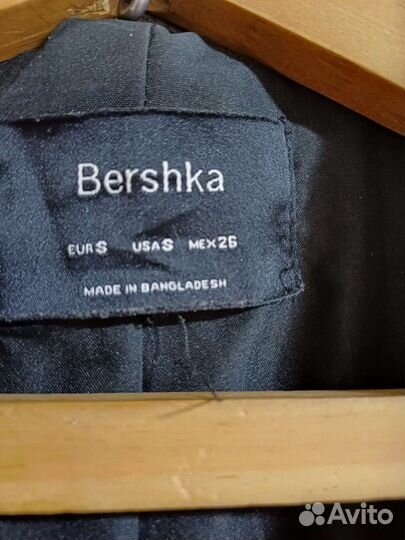 Bershka
EUR S USA S MEX 26
MADE IN BANGLADESH
Avito